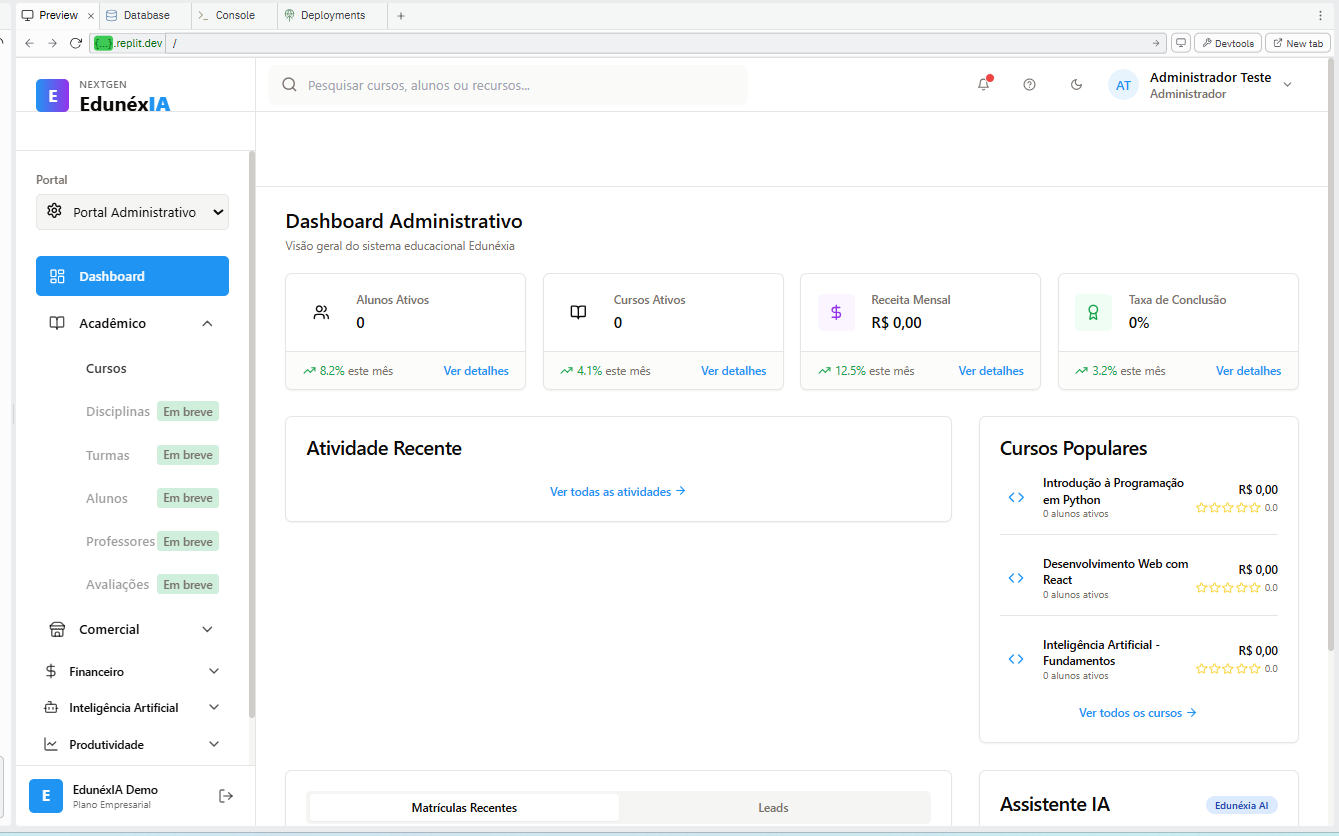 Preview
Database
Console
Deployments
{...}.replit.dev
/
Devtools
New tab
E
NEXTGEN
EdunéxIA
Pesquisar cursos, alunos ou recursos...
AT
Administrador Teste
Administrador
Portal
Portal Administrativo
Dashboard
Acadêmico
Cursos
Disciplinas Em breve
Turmas Em breve
Alunos Em breve
Professores Em breve
Avaliações Em breve
Comercial
Financeiro
Inteligência Artificial
Produtividade
E
EdunéxIA Demo
Plano Empresarial
Dashboard Administrativo
Visão geral do sistema educacional Edunéxia
Alunos Ativos
0
8.2% este mês Ver detalhes
Cursos Ativos
0
4.1% este mês Ver detalhes
$
Receita Mensal
R$ 0,00
12.5% este mês Ver detalhes
Taxa de Conclusão
0%
3.2% este mês Ver detalhes
Atividade Recente
Ver todas as atividades
Cursos Populares
Introdução à Programação
em Python
0 alunos ativos
R$ 0,00
0.0
Desenvolvimento Web com
React
0 alunos ativos
R$ 0,00
0.0
Inteligência Artificial -
Fundamentos
0 alunos ativos
R$ 0,00
0.0
Ver todos os cursos
Matrículas Recentes
Leads
Assistente IA
Edunéxia AI